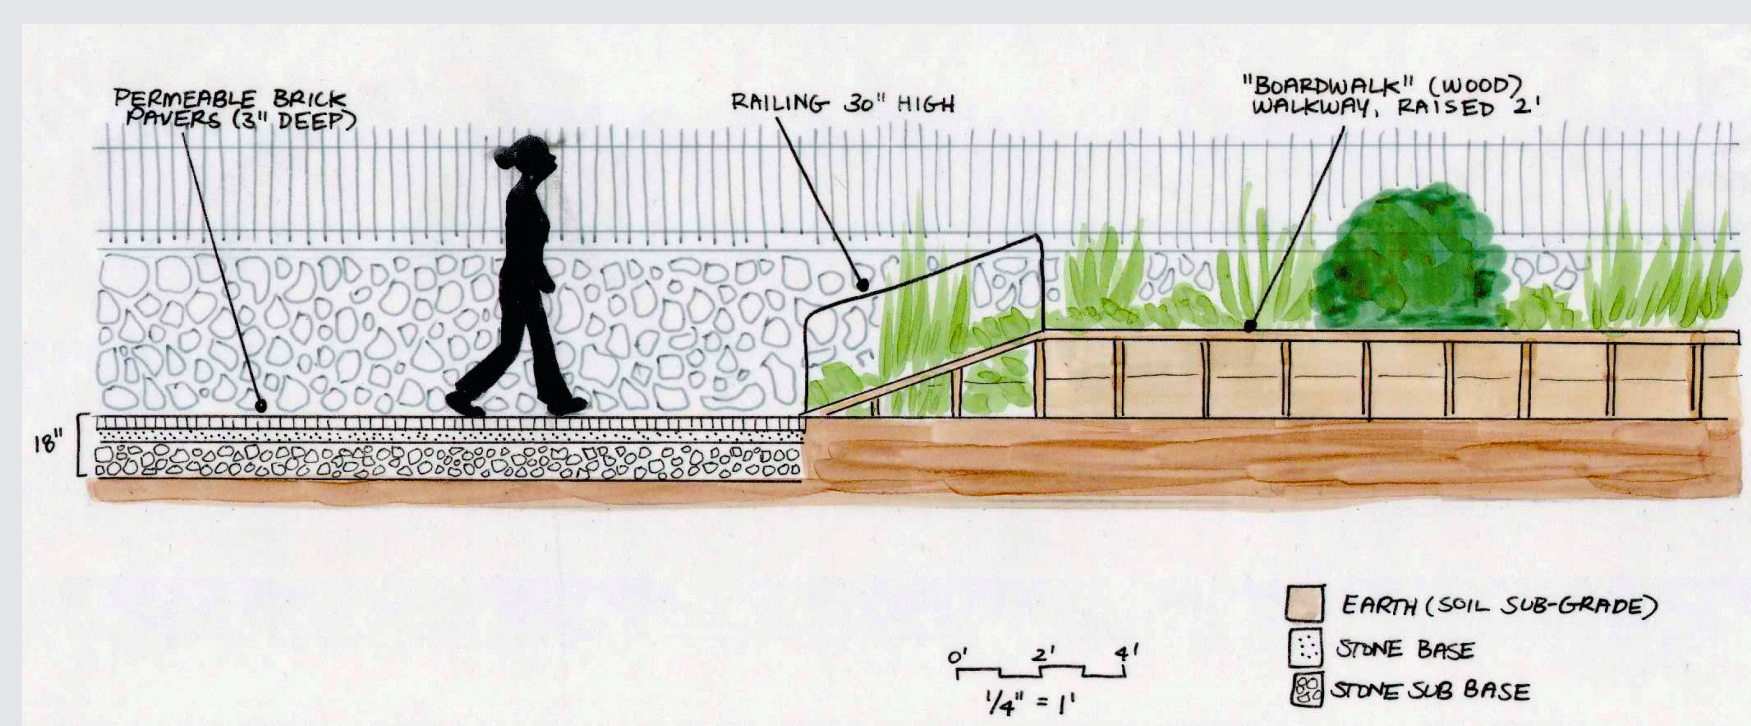 PERMEABLE BRICK
PAVERS (3" DEEP)
RAILING 30" HIGH
"BOARDWALK" (WOOD)
WALKWAY, RAISED 2'
18"
EARTH (SOIL SUB-GRADE)
STONE BASE
STONE SUB BASE
0' 2' 4'
1/4" = 1'